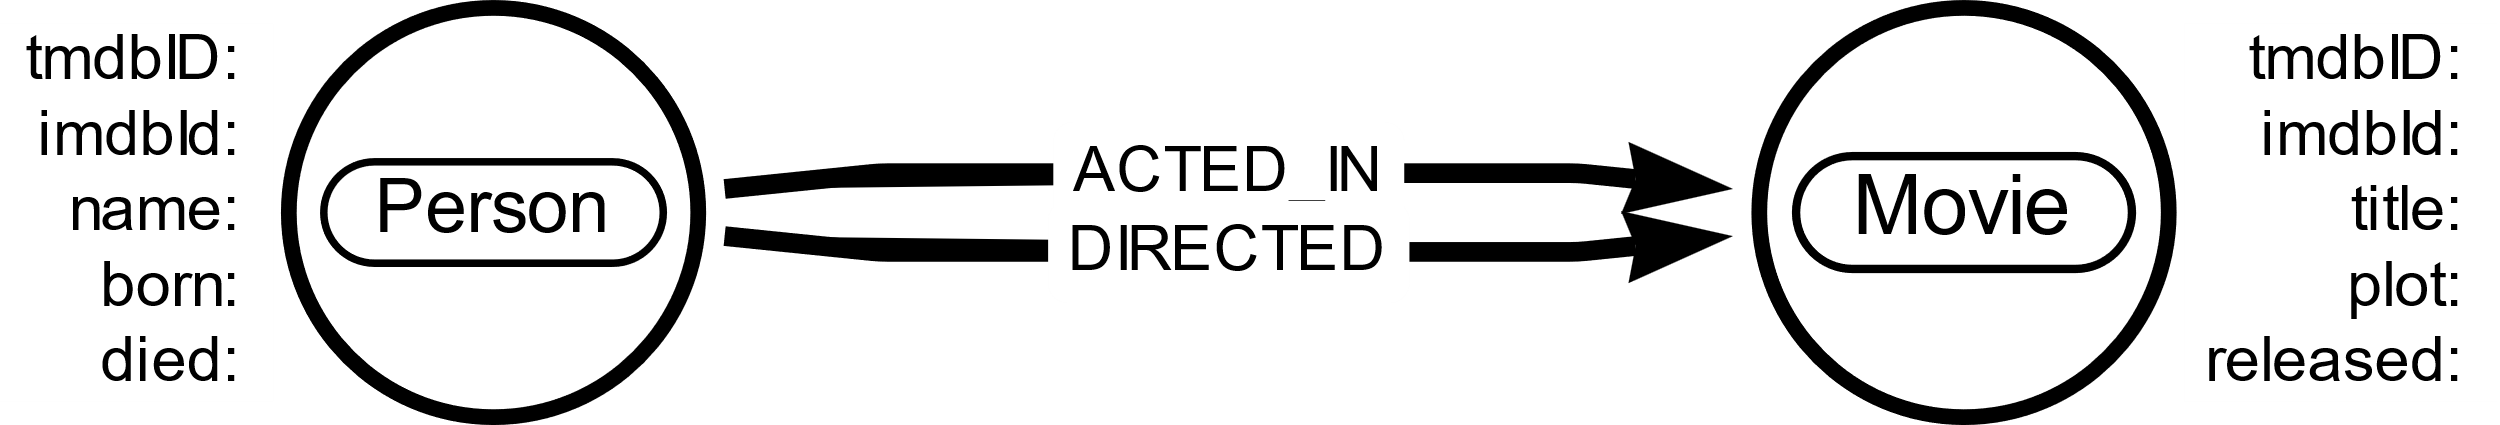 tmdbID:
imdbId:
name:
born:
died:
Person
ACTED_IN
DIRECTED
Movie
tmdbID:
imdbId:
title:
plot:
released: